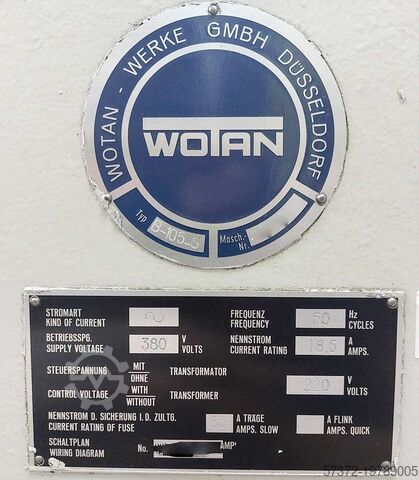 WOTAN - WERKE GMBH DÜSSELDORF
WOTAN
Typ B-105-S Masch.-Nr.
STROMART
KIND OF CURRENT
FREQUENZ 50 Hz
FREQUENCY CYCLES
BETRIEBSSPG. 380 V
SUPPLY VOLTAGE VOLTS
NENNSTROM 18,5 A
CURRENT RATING AMPS.
STEUERSPANNUNG MIT OHNE TRANSFORMATOR
CONTROL VOLTAGE WITH WITHOUT TRANSFORMER
220 V VOLTS
NENNSTROM D. SICHERUNG I.D. ZULTG. A TRAGE A FLINK
CURRENT RATING OF FUSE AMPS. SLOW AMPS. QUICK
SCHALTPLAN
WIRING DIAGRAM No.
57372-19789005